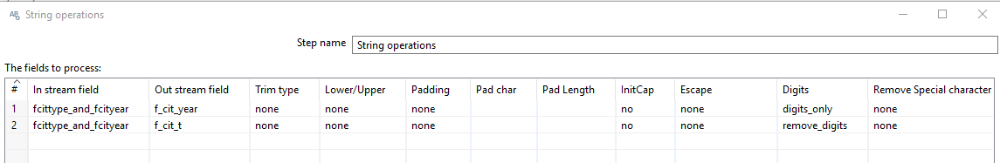 String operations
Step name String operations
The fields to process:
# In stream field Out stream field Trim type Lower/Upper Padding Pad char Pad Length InitCap Escape Digits Remove Special character
1 fcittype_and_fcityear f_cit_year none none none no none digits_only none
2 fcittype_and_fcityear f_cit_t none none none no none remove_digits none